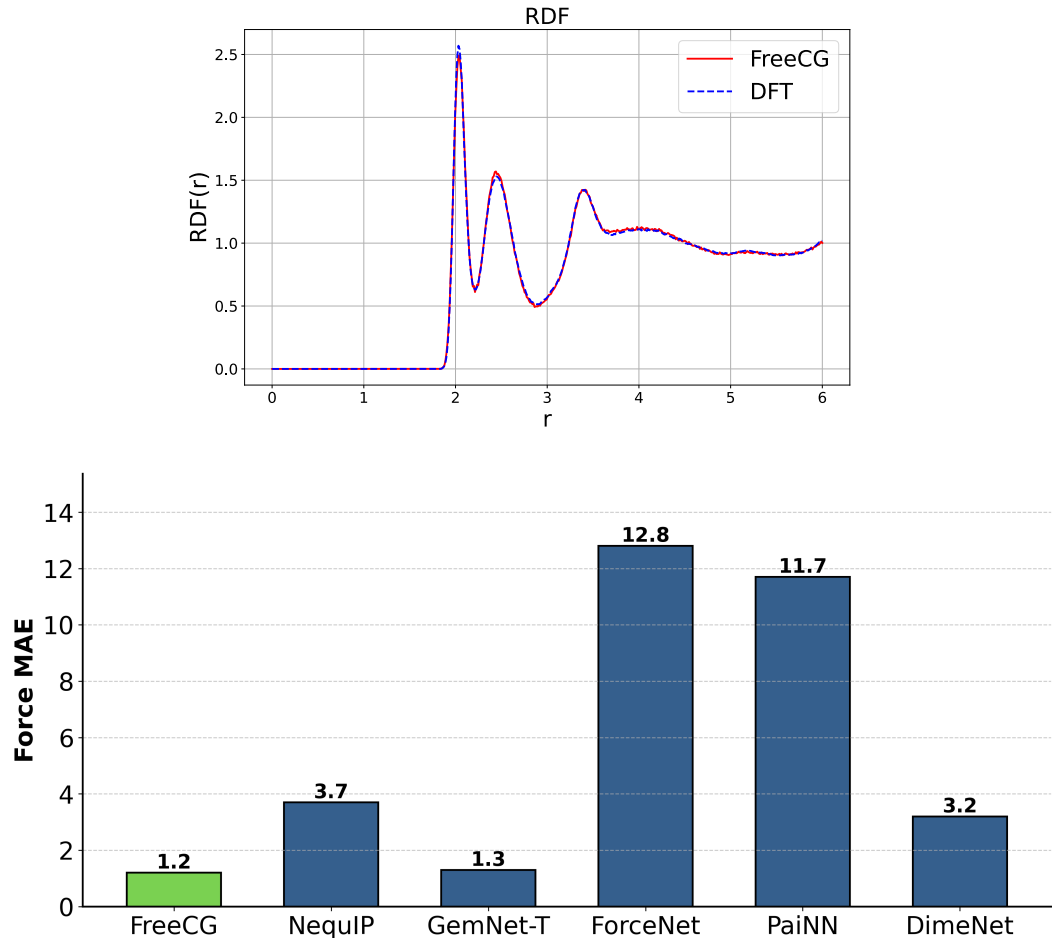 RDF
2.5
2.0
1.5
1.0
0.5
0.0
RDF(r)
FreeCG
DFT
0 1 2 3 4 5 6
r
14
12
10
8
6
4
2
0
Force MAE
1.2
3.7
1.3
12.8
11.7
3.2
FreeCG NequIP GemNet-T ForceNet PaiNN DimeNet